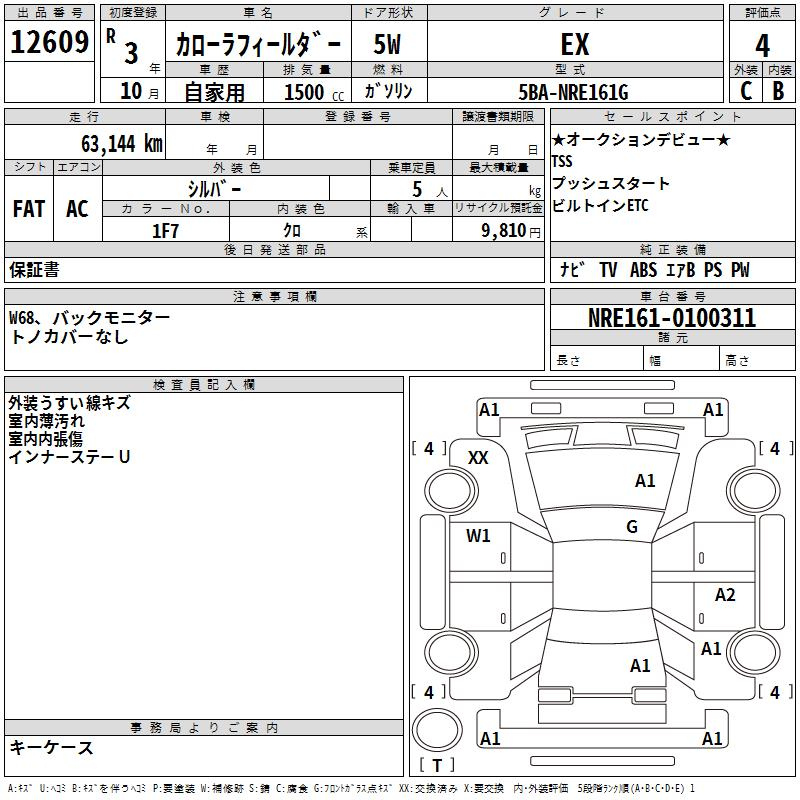 出品番号 初度登録 車名 ドア形状 グレード 評価点
12609 R 3 年 ｶﾛｰﾗﾌｨｰﾙﾀﾞｰ 5W EX 4
車歴 排気量 燃料 型式 外装 内装
10 月 自家用 1500 CC ｶﾞｿﾘﾝ 5BA-NRE161G C B
走行 車検 登録番号 譲渡書類期限 セールスポイント
63,144 km 年 月 月 日 ★オークションデビュー★
シフト エアコン 外装色 乗車定員 最大積載量 TSS
FAT AC ｼﾙﾊﾞｰ 5 人 kg プッシュスタート
カラーNo. 内装色 輸入車 リサイクル預託金 ビルトインETC
1F7 ｸﾛ 系 9,810 円
後日発送部品 純正装備
保証書 ﾅﾋﾞ TV ABS ｴｱB PS PW
注意事項欄 車台番号
W68、バックモニター NRE161-0100311
トノカバーなし 諸元
長さ 幅 高さ
検査員記入欄
外装うすい線キズ
室内薄汚れ
室内内張傷
インナーステーU
A1 A1
[ 4 ] [ 4 ]
XX
A1
G
W1
A2
A1
A1
[ 4 ] [ 4 ]
A1 A1
[ T ]
事務局よりご案内
キーケース
A:ｷｽﾞ U:ﾍｺﾐ B:ｷｽﾞを伴うﾍｺﾐ P:要塗装 W:補修跡 S:錆 C:腐食 G:ﾌﾛﾝﾄｶﾞﾗｽ点ｷｽﾞ XX:交換済み X:要交換 内・外装評価 5段階ﾗﾝｸ順(A・B・C・D・E) 1